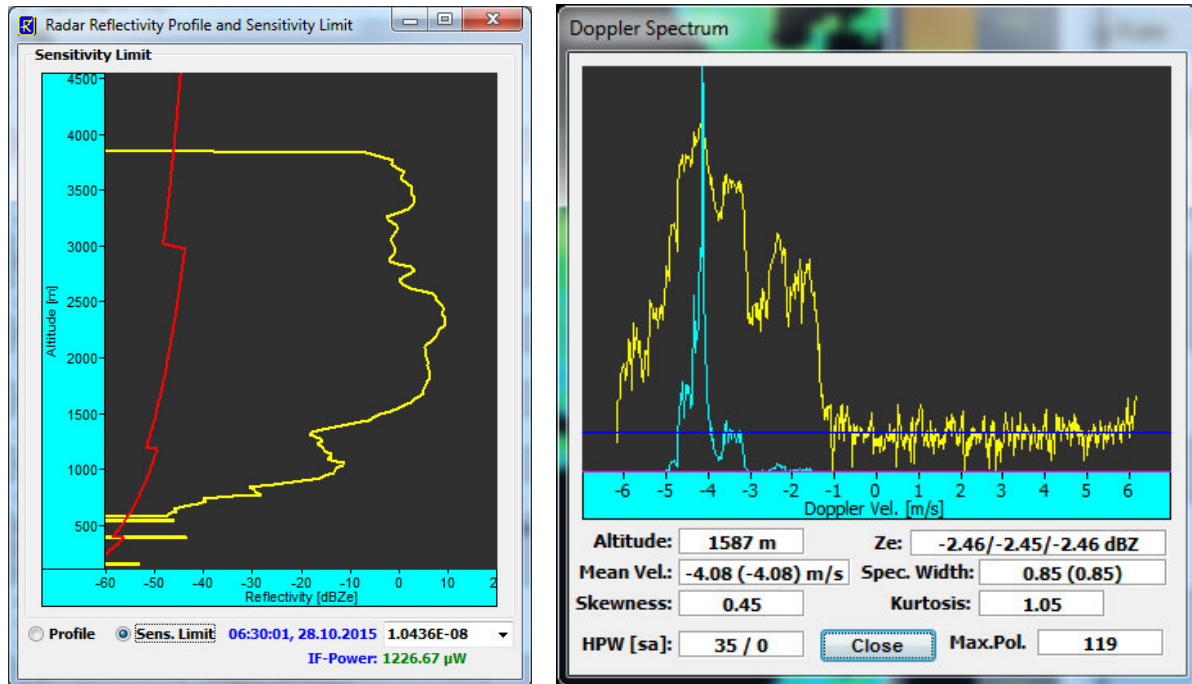 Radar Reflectivity Profile and Sensitivity Limit
Sensitivity Limit
4500
4000
3500
3000
2500
2000
1500
1000
500
Altitude [m]
-60 -50 -40 -30 -20 -10 0 10 2
Reflectivity [dBZe]
Profile Sens. Limit 06:30:01, 28.10.2015 1.0436E-08
IF-Power: 1226.67 µW
Doppler Spectrum
-6 -5 -4 -3 -2 -1 0 1 2 3 4 5 6
Doppler Vel. [m/s]
Altitude: 1587 m Ze: -2.46/-2.45/-2.46 dBZ
Mean Vel.: -4.08 (-4.08) m/s Spec. Width: 0.85 (0.85)
Skewness: 0.45 Kurtosis: 1.05
HPW [sa]: 35 / 0 Close Max.Pol. 119